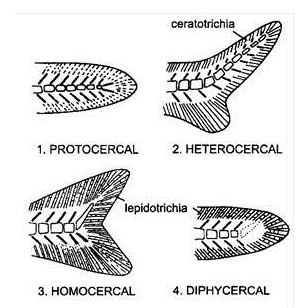 ceratotrichia
1. PROTOCERCAL
2. HETEROCERCAL
lepidotrichia
3. HOMOCERCAL
4. DIPHYCERCAL